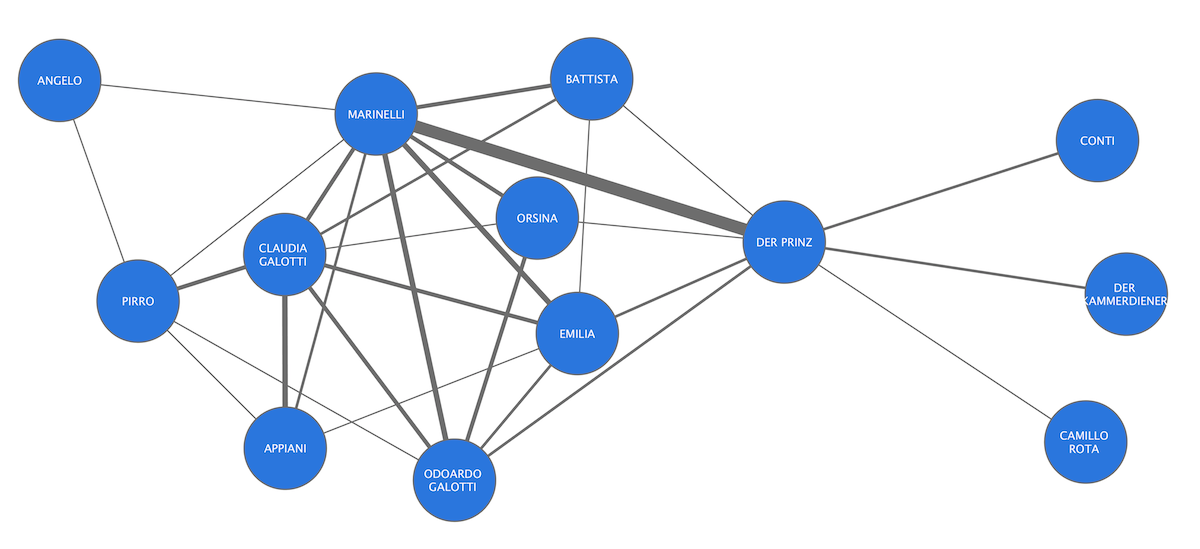 ANGELO
MARINELLI
BATTISTA
CONTI
ORSINA
DER PRINZ
CLAUDIA
GALOTTI
DER
KAMMERDIENER
PIRRO
EMILIA
APPIANI
ODOARDO
GALOTTI
CAMILLO
ROTA